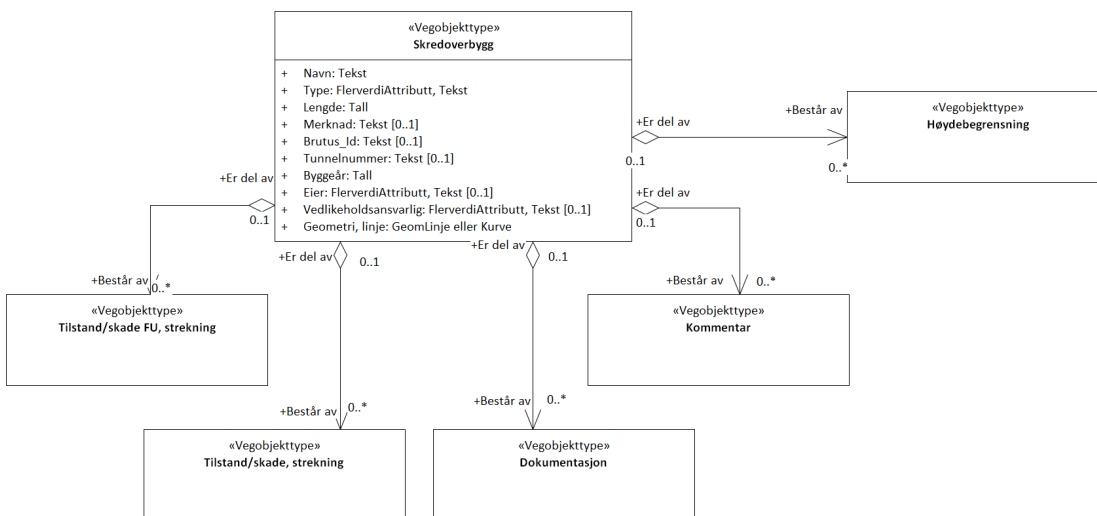 «Vegobjekttype»
Skredoverbygg
+ Navn: Tekst
+ Type: FlerverdiAttributt, Tekst
+ Lengde: Tall
+ Merknad: Tekst [0..1]
+ Brutus_Id: Tekst [0..1]
+ Tunnelnummer: Tekst [0..1]
+ Byggeår: Tall
+ Eier: FlerverdiAttributt, Tekst [0..1]
+ Vedlikeholdsansvarlig: FlerverdiAttributt, Tekst [0..1]
+ Geometri, linje: GeomLinje eller Kurve
+Er del av
0..1
+Består av
0..*
«Vegobjekttype»
Høydebegrensning
+Er del av
0..1
+Består av
0..*
«Vegobjekttype»
Kommentar
+Er del av
0..1
+Består av
0..*
«Vegobjekttype»
Tilstand/skade FU, strekning
+Er del av
0..1
+Består av
0..*
«Vegobjekttype»
Tilstand/skade, strekning
+Er del av
0..1
+Består av
0..*
«Vegobjekttype»
Dokumentasjon